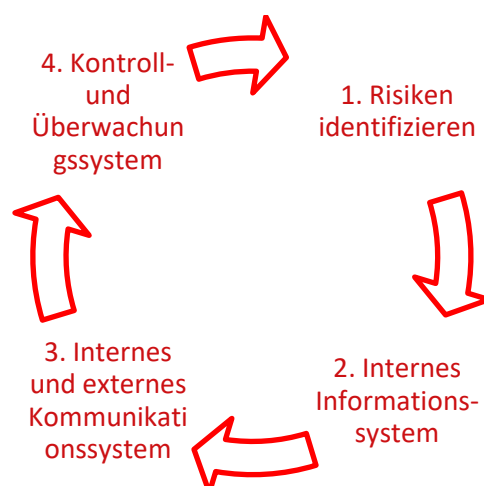 1. Risiken
identifizieren
2. Internes
Informations-
system
3. Internes
und externes
Kommunikati
onssystem
4. Kontroll-
und
Überwachun
gssystem